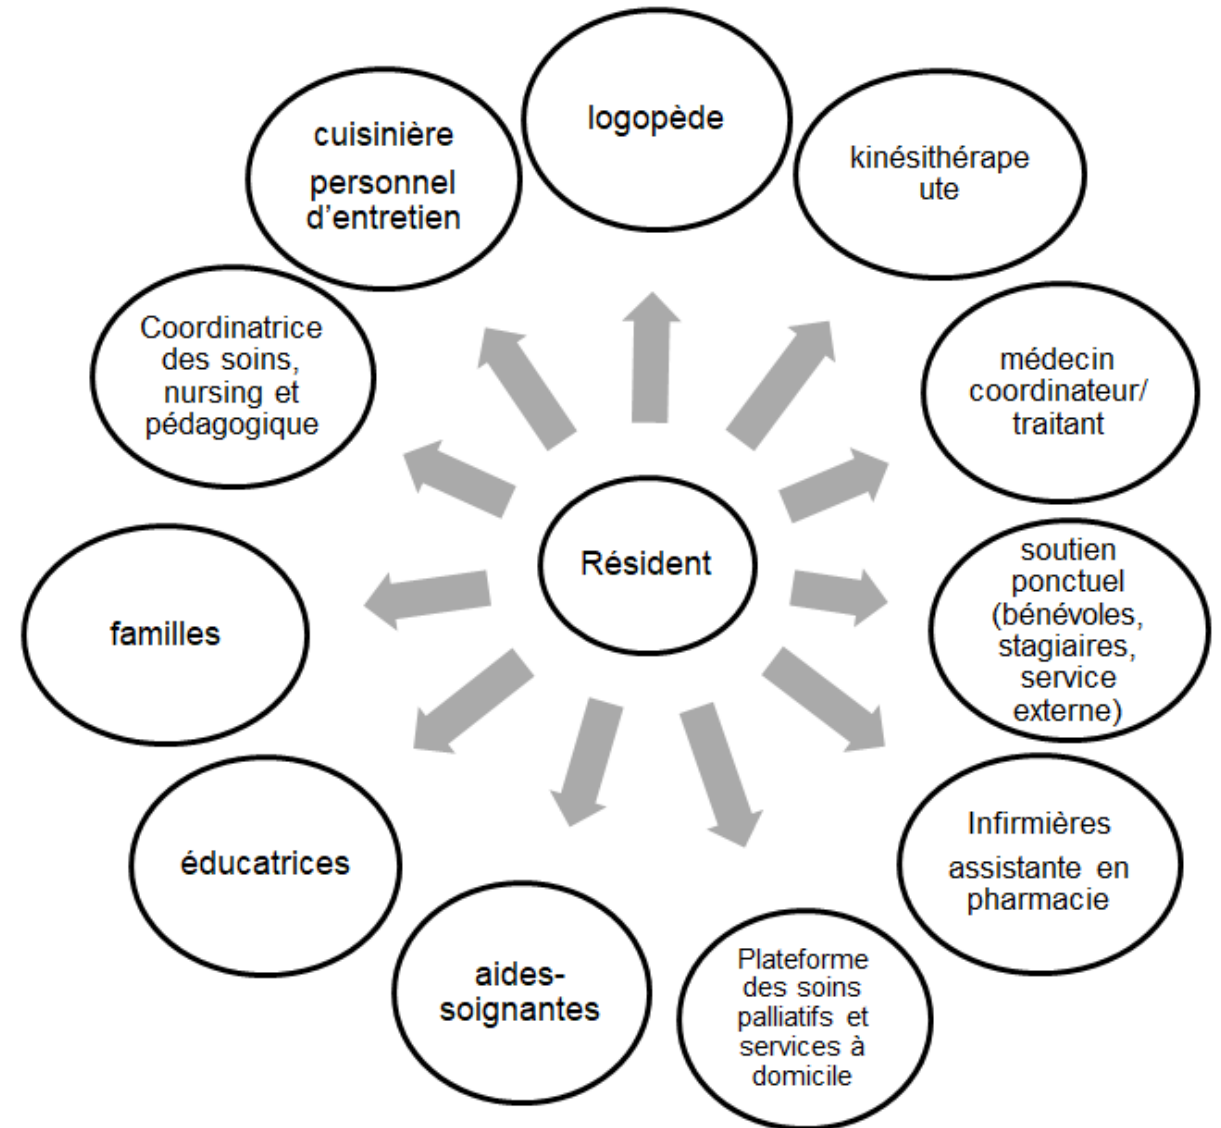 logopède
kinésithérape
ute
médecin
coordinateur/
traitant
soutien
ponctuel
(bénévoles,
stagiaires,
service
externe)
Infirmières
assistante en
pharmacie
Plateforme
des soins
palliatifs et
services à
domicile
aides-
soignantes
éducatrices
familles
Coordinatrice
des soins,
nursing et
pédagogique
cuisinière
personnel
d'entretien
Résident